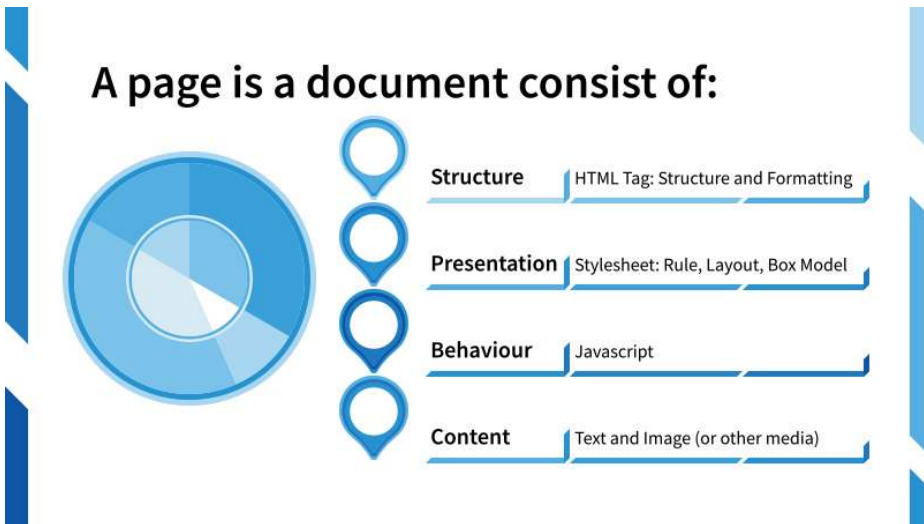 A page is a document consist of:
Structure HTML Tag: Structure and Formatting
Presentation Stylesheet: Rule, Layout, Box Model
Behaviour Javascript
Content Text and Image (or other media)